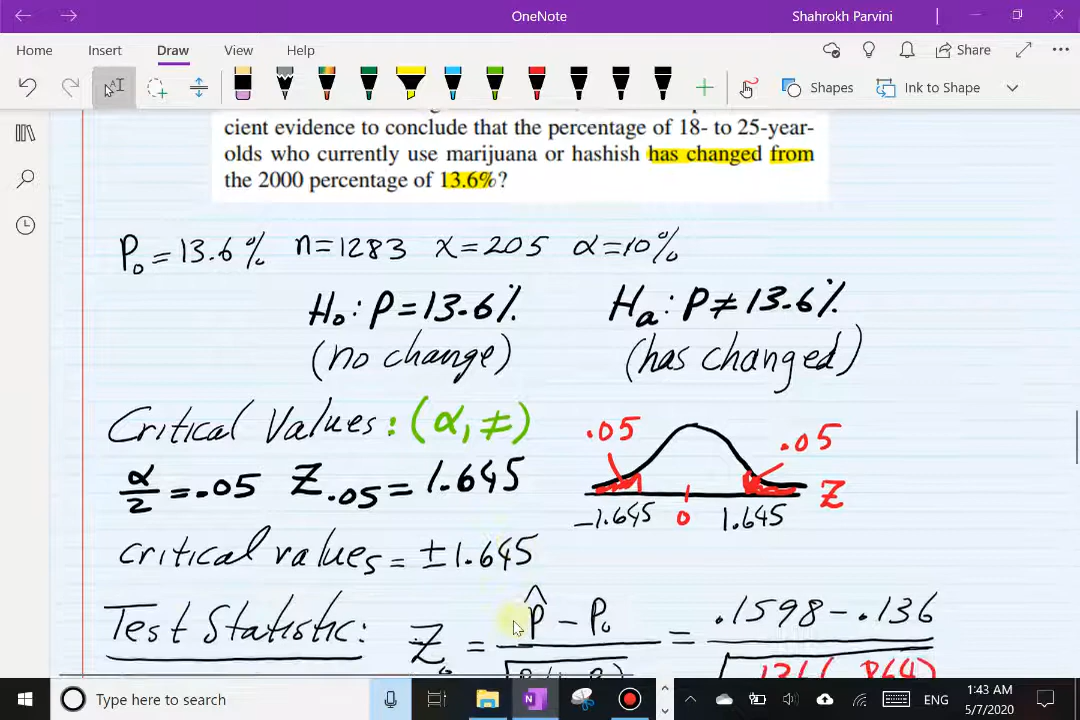 OneNote
Shahrokh Parvini
Home Insert Draw View Help
Share
Shapes
Ink to Shape
cient evidence to conclude that the percentage of 18- to 25-year-
olds who currently use marijuana or hashish has changed from
the 2000 percentage of 13.6%?
P₀=13.6% n=1283 x=205 α=10%
H₀: P=13.6% Hₐ: P≠13.6%
(no change) (has changed)
Critical Values: (α, ≠)
.05 .05
α/2 = .05 Z.05 = 1.645
-1.645 0 1.645 Z
critical values = ±1.645
Test Statistic: Z₀ = p̂ - P₀ = .1598 - .136
.136(.864)
Type here to search
ENG
1:43 AM
5/7/2020